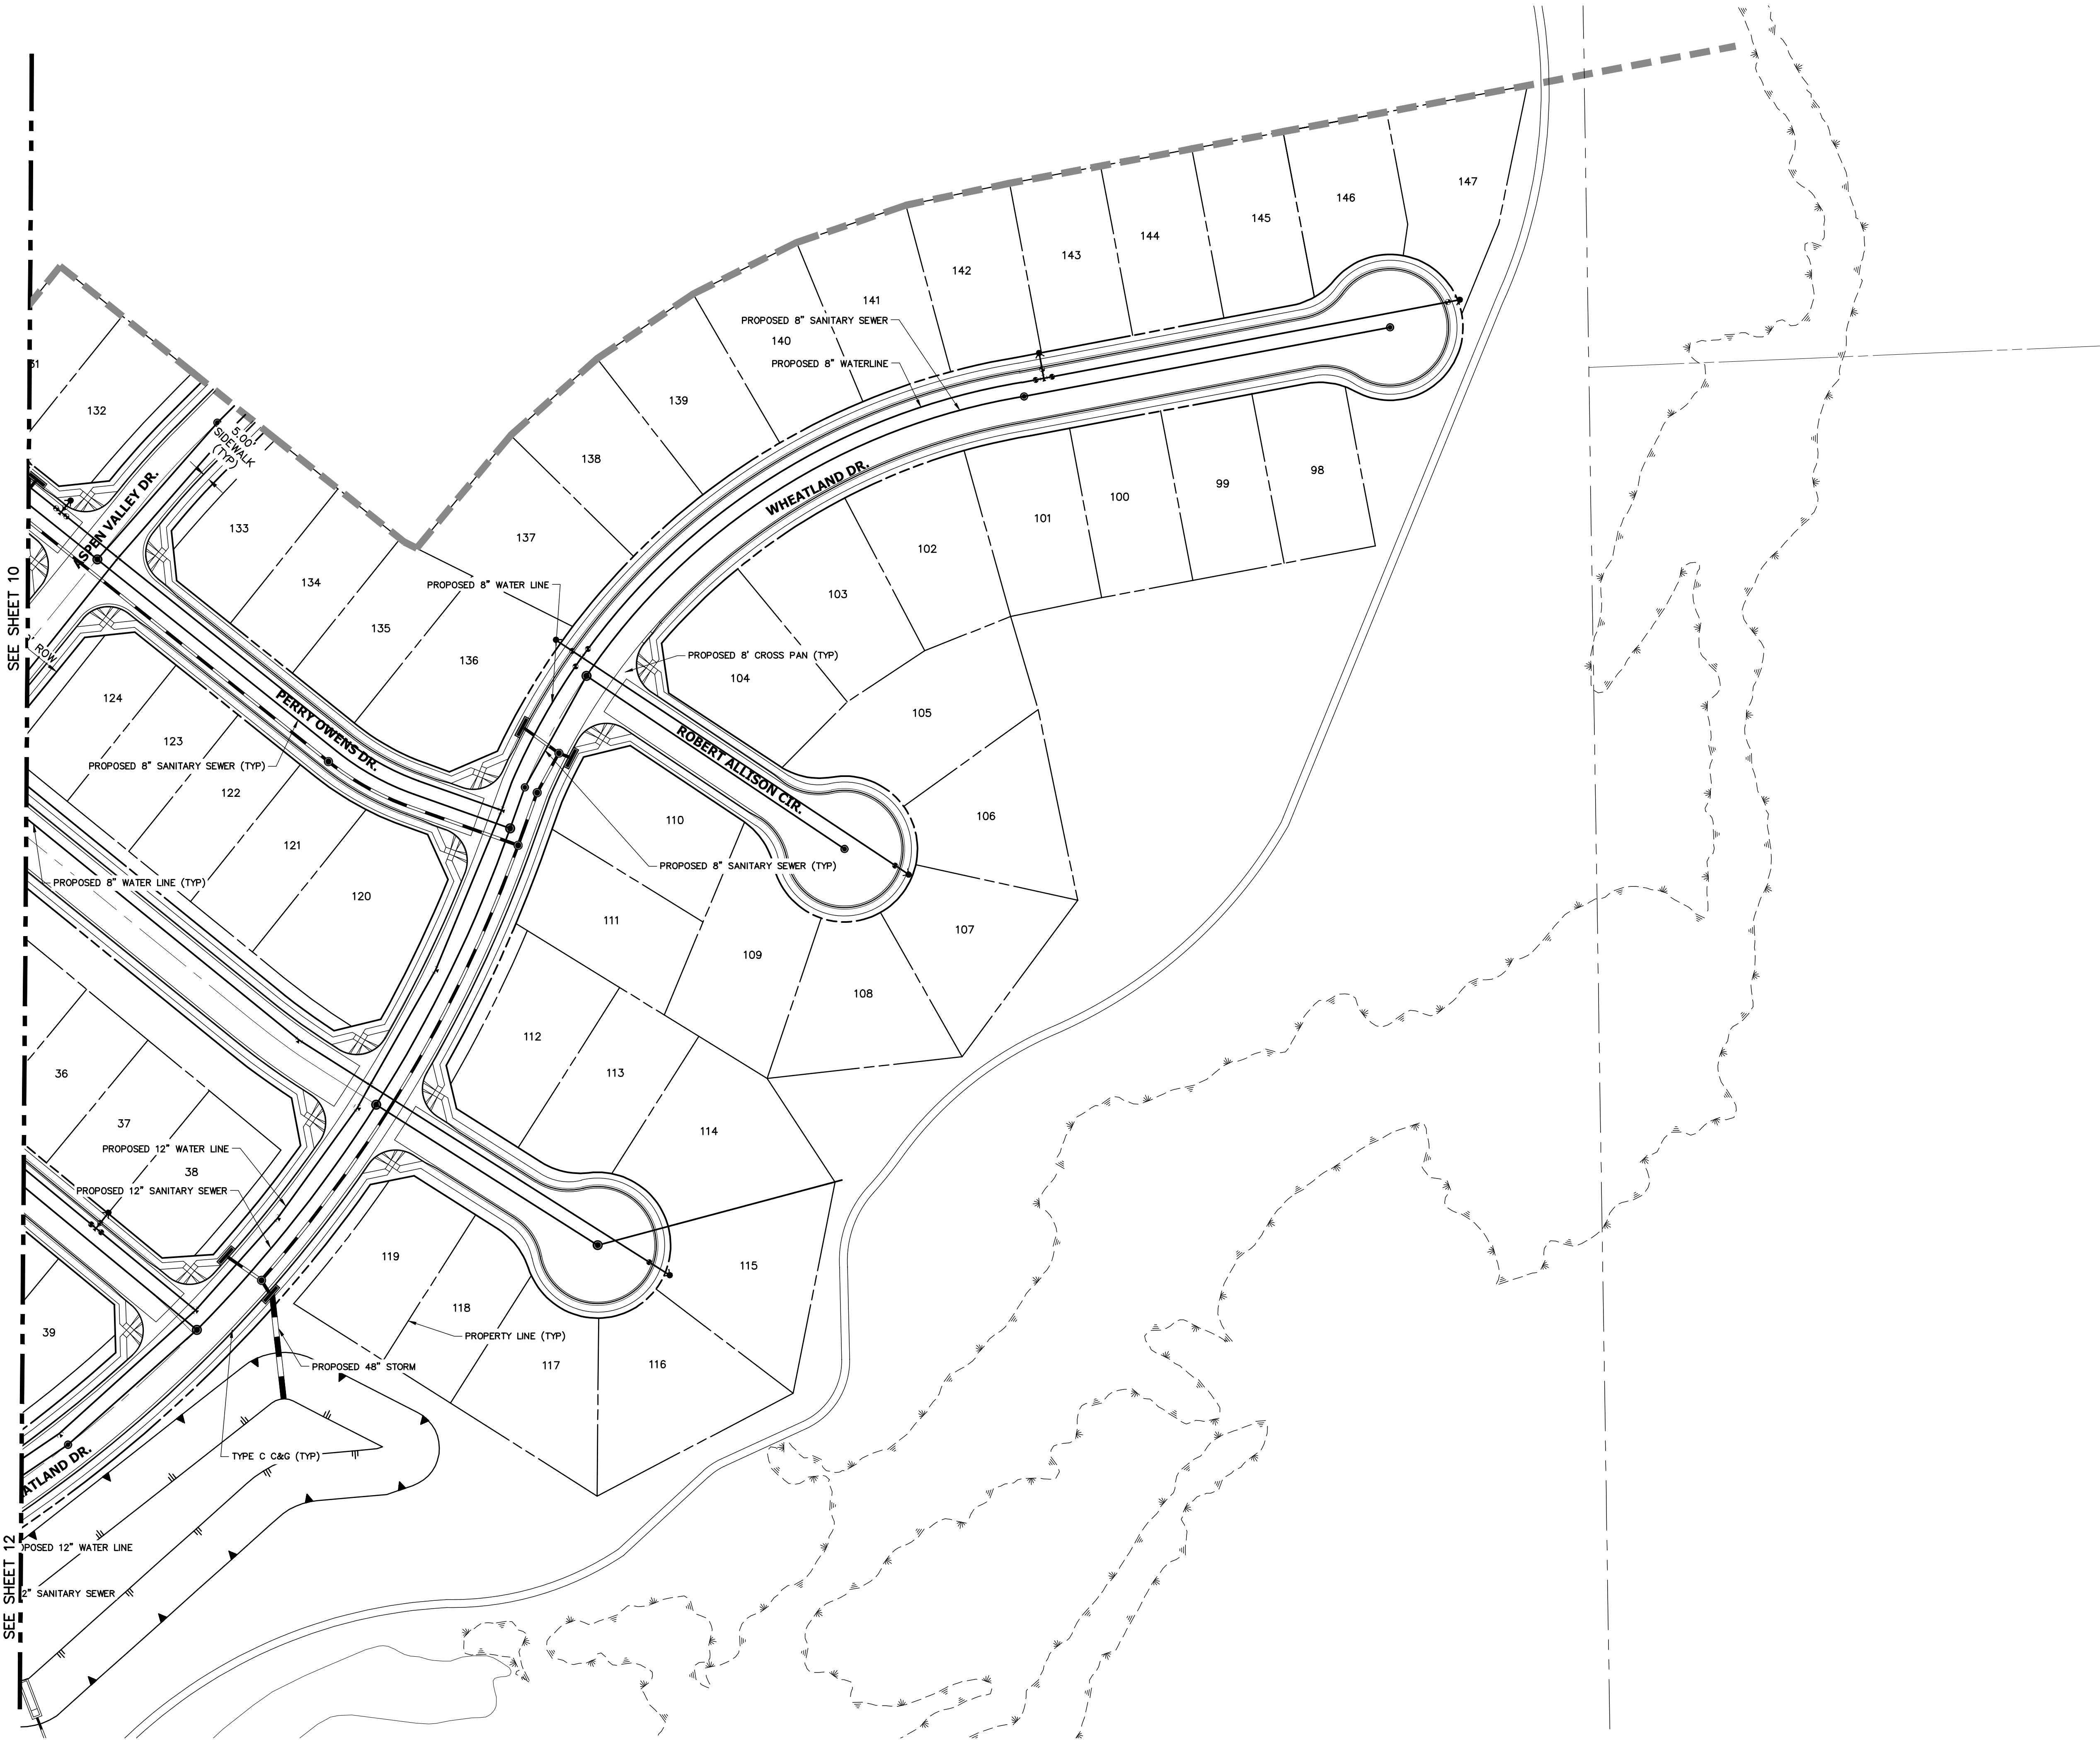 147
146
145
144
143
142
141
140
139
138
137
PROPOSED 8" SANITARY SEWER
PROPOSED 8" WATERLINE
WHEATLAND DR.
132
5.00'
SIDEWALK
(TYP)
ASPEN VALLEY DR.
133
134
135
136
98
99
100
101
102
103
104
105
106
107
108
109
110
111
112
113
114
115
116
117
118
119
PROPOSED 8" WATER LINE
PROPOSED 8' CROSS PAN (TYP)
ROBERT ALLISON CIR.
PROPOSED 8" SANITARY SEWER (TYP)
SEE SHEET 10
ROW
124
123
122
121
120
PERRY OWENS DR.
PROPOSED 8" SANITARY SEWER (TYP)
PROPOSED 8" WATER LINE (TYP)
36
37
38
39
PROPOSED 12" WATER LINE
PROPOSED 12" SANITARY SEWER
PROPERTY LINE (TYP)
PROPOSED 48" STORM
TYPE C C&G (TYP)
ATLAND DR.
POSED 12" WATER LINE
2" SANITARY SEWER
SEE SHEET 12